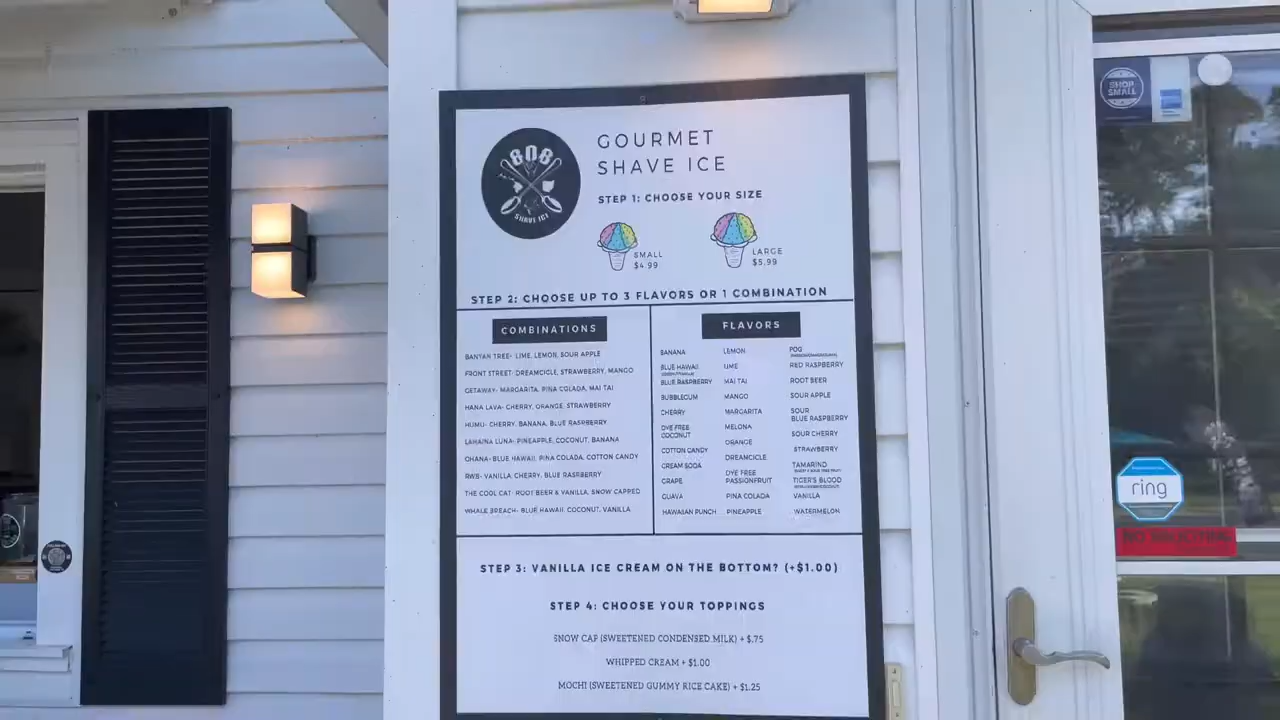 808
SHAVE ICE
GOURMET
SHAVE ICE
STEP 1: CHOOSE YOUR SIZE
SMALL
$4.99
LARGE
$5.99
STEP 2: CHOOSE UP TO 3 FLAVORS OR 1 COMBINATION
COMBINATIONS
BANYAN TREE- LIME, LEMON, SOUR APPLE
FRONT STREET- DREAMCICLE, STRAWBERRY, MANGO
GETAWAY- MARGARITA, PINA COLADA, MAI TAI
HANA LAVA- CHERRY, ORANGE, STRAWBERRY
HUMU- CHERRY, BANANA, BLUE RASPBERRY
LAHAINA LUNA- PINEAPPLE, COCONUT, BANANA
OHANA- BLUE HAWAII, PINA COLADA, COTTON CANDY
RWB- VANILLA, CHERRY, BLUE RASPBERRY
THE COOL CAT- ROOT BEER & VANILLA, SNOW CAPPED
WHALE BREACH- BLUE HAWAII, COCONUT, VANILLA
FLAVORS
BANANA
BLUE HAWAII
BLUE RASPBERRY
BUBBLEGUM
CHERRY
DYE FREE
COCONUT
COTTON CANDY
CREAM SODA
GRAPE
GUAVA
HAWAIIAN PUNCH
LEMON
LIME
MAI TAI
MANGO
MARGARITA
MELONA
ORANGE
DREAMCICLE
DYE FREE
PASSIONFRUIT
PINA COLADA
PINEAPPLE
POG
RED RASPBERRY
ROOT BEER
SOUR APPLE
SOUR
BLUE RASPBERRY
SOUR CHERRY
STRAWBERRY
TAMARIND
TIGER'S BLOOD
VANILLA
WATERMELON
STEP 3: VANILLA ICE CREAM ON THE BOTTOM? (+$1.00)
STEP 4: CHOOSE YOUR TOPPINGS
SNOW CAP (SWEETENED CONDENSED MILK) + $.75
WHIPPED CREAM + $1.00
MOCHI (SWEETENED GUMMY RICE CAKE) + $1.25
SHOP
SMALL
ring
NO SOLICITING